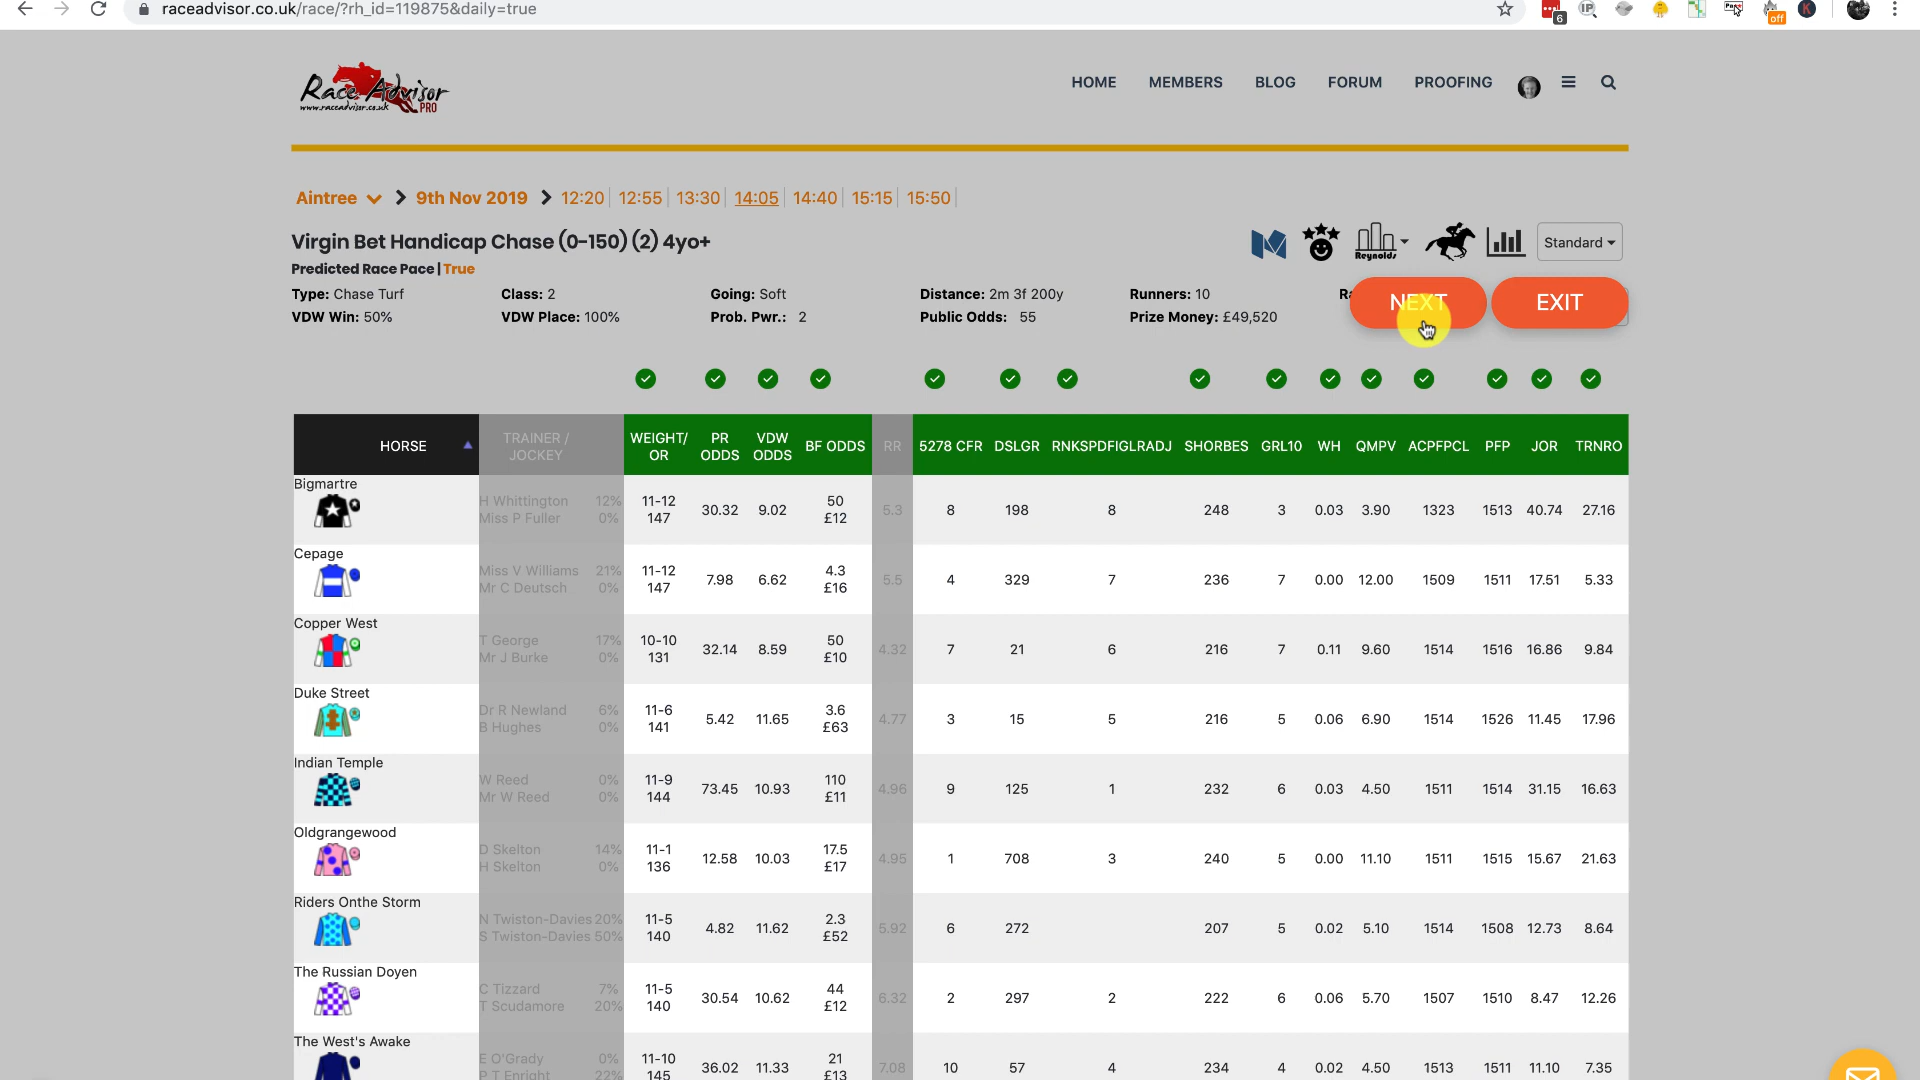 raceadvisor.co.uk/race/?rh_id=119875&daily=true
6
IP
off
K
Race Advisor
www.raceadvisor.co.uk PRO
HOME MEMBERS BLOG FORUM PROOFING
Aintree 9th Nov 2019 12:20 12:55 13:30 14:05 14:40 15:15 15:50
Virgin Bet Handicap Chase (0-150) (2) 4yo+
Reynolds
Standard
Predicted Race Pace | True
Type: Chase Turf Class: 2 Going: Soft Distance: 2m 3f 200y Runners: 10
NEXT EXIT
VDW Win: 50% VDW Place: 100% Prob. Pwr.: 2 Public Odds: 55 Prize Money: £49,520
HORSE TRAINER / JOCKEY WEIGHT/ OR PR ODDS VDW ODDS BF ODDS RR 5278 CFR DSLGR RNKSPDFIGLRADJ SHORBES GRL10 WH QMPV ACPFPCL PFP JOR TRNRO
Bigmartre
H Whittington 12% 11-12 50
30.32 9.02 5.3 8 198 8 248 3 0.03 3.90 1323 1513 40.74 27.16
Miss P Fuller 0% 147 £12
Cepage
Miss V Williams 21% 11-12 4.3
7.98 6.62 5.5 4 329 7 236 7 0.00 12.00 1509 1511 17.51 5.33
Mr C Deutsch 0% 147 £16
Copper West
T George 17% 10-10 50
32.14 8.59 4.32 7 21 6 216 7 0.11 9.60 1514 1516 16.86 9.84
Mr J Burke 0% 131 £10
Duke Street
Dr R Newland 6% 11-6 3.6
5.42 11.65 4.77 3 15 5 216 5 0.06 6.90 1514 1526 11.45 17.96
B Hughes 0% 141 £63
Indian Temple
W Reed 0% 11-9 110
73.45 10.93 4.96 9 125 1 232 6 0.03 4.50 1511 1514 31.15 16.63
Mr W Reed 0% 144 £11
Oldgrangewood
D Skelton 14% 11-1 17.5
12.58 10.03 4.95 1 708 3 240 5 0.00 11.10 1511 1515 15.67 21.63
H Skelton 0% 136 £17
Riders Onthe Storm
N Twiston-Davies 20% 11-5 2.3
4.82 11.62 5.92 6 272 207 5 0.02 5.10 1514 1508 12.73 8.64
S Twiston-Davies 50% 140 £52
The Russian Doyen
C Tizzard 7% 11-5 44
30.54 10.62 6.32 2 297 2 222 6 0.06 5.70 1507 1510 8.47 12.26
T Scudamore 20% 140 £12
The West's Awake
E O'Grady 0% 11-10 21
36.02 11.33 7.08 10 57 4 234 4 0.02 4.50 1513 1511 11.10 7.35
P T Enright 22% 145 £13